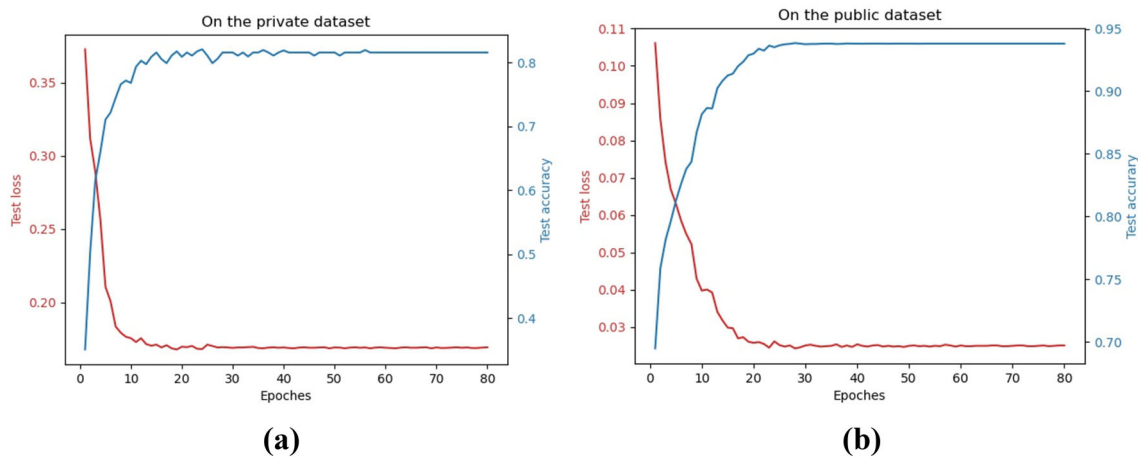 On the private dataset
0.35
0.30
0.25
0.20
Test loss
0.8
0.7
0.6
0.5
0.4
Test accuracy
0 10 20 30 40 50 60 70 80
Epoches
(a)
On the public dataset
0.11
0.10
0.09
0.08
0.07
0.06
0.05
0.04
0.03
Test loss
0.95
0.90
0.85
0.80
0.75
0.70
Test accurary
0 10 20 30 40 50 60 70 80
Epoches
(b)